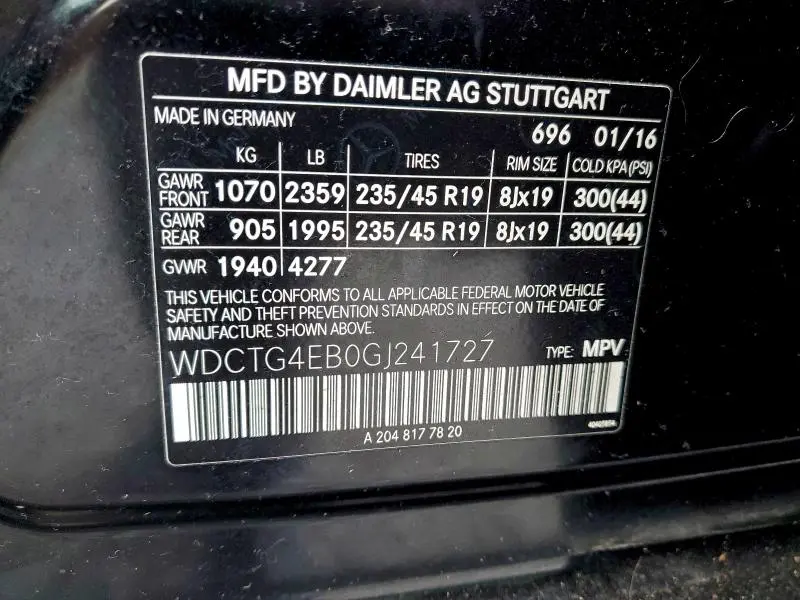 MFD BY DAIMLER AG STUTTGART
MADE IN GERMANY
696 01/16
KG LB TIRES RIM SIZE COLD KPA (PSI)
GAWR FRONT 1070 2359 235/45 R19 8Jx19 300(44)
GAWR REAR 905 1995 235/45 R19 8Jx19 300(44)
GVWR 1940 4277
THIS VEHICLE CONFORMS TO ALL APPLICABLE FEDERAL MOTOR VEHICLE
SAFETY AND THEFT PREVENTION STANDARDS IN EFFECT ON THE DATE OF
MANUFACTURE SHOWN ABOVE.
WDCTG4EB0GJ241727 TYPE: MPV
A 204 817 78 20